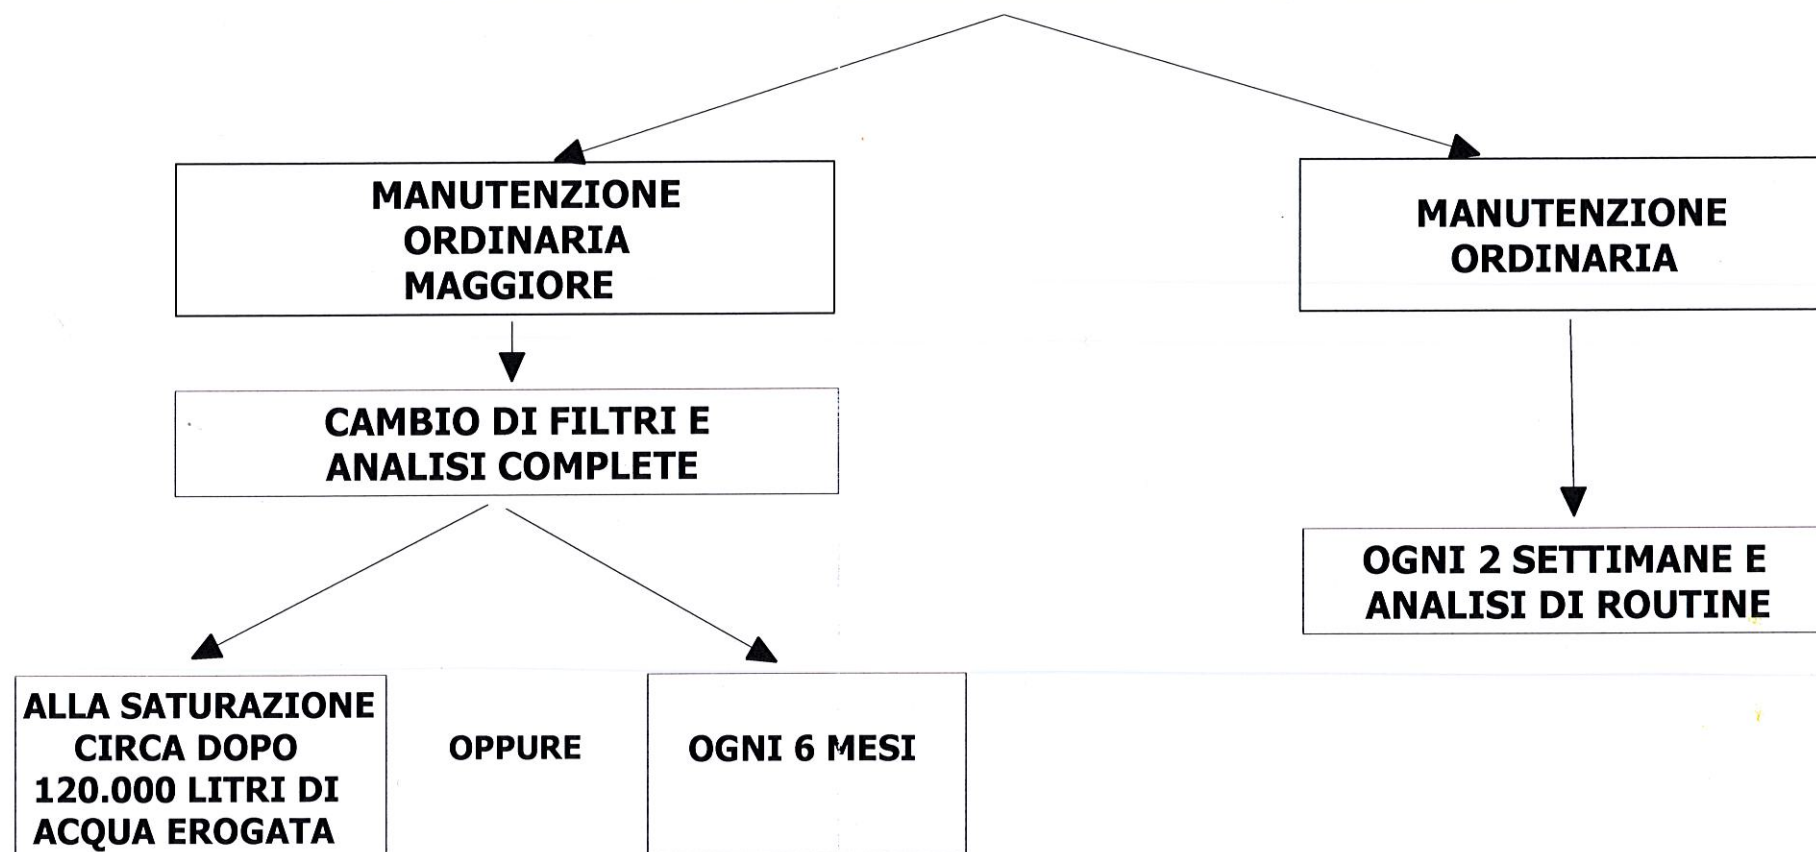 MANUTENZIONE
ORDINARIA
MAGGIORE
MANUTENZIONE
ORDINARIA
CAMBIO DI FILTRI E
ANALISI COMPLETE
OGNI 2 SETTIMANE E
ANALISI DI ROUTINE
ALLA SATURAZIONE
CIRCA DOPO
120.000 LITRI DI
ACQUA EROGATA
OPPURE
OGNI 6 MESI